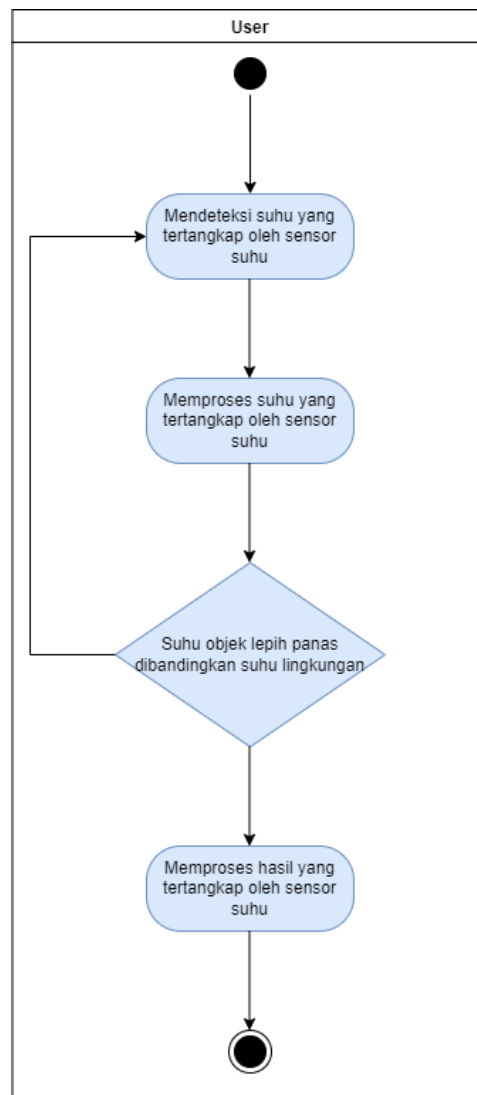 User
Mendeteksi suhu yang
tertangkap oleh sensor
suhu
Memproses suhu yang
tertangkap oleh sensor
suhu
Suhu objek lepih panas
dibandingkan suhu lingkungan
Memproses hasil yang
tertangkap oleh sensor
suhu